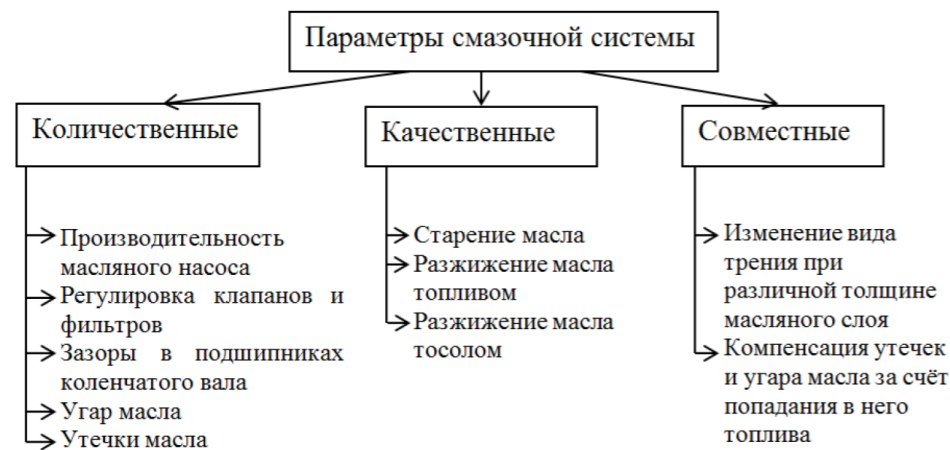 Параметры смазочной системы
Количественные
Производительность
масляного насоса
Регулировка клапанов и
фильтров
Зазоры в подшипниках
коленчатого вала
Угар масла
Утечки масла
Качественные
Старение масла
Разжижение масла
топливом
Разжижение масла
тосолом
Совместные
Изменение вида
трения при
различной толщине
масляного слоя
Компенсация утечек
и угара масла за счёт
попадания в него
топлива